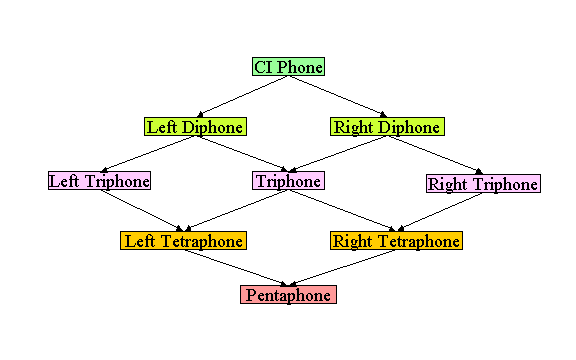 CI Phone
Left Diphone
Right Diphone
Left Triphone
Triphone
Right Triphone
Left Tetraphone
Right Tetraphone
Pentaphone